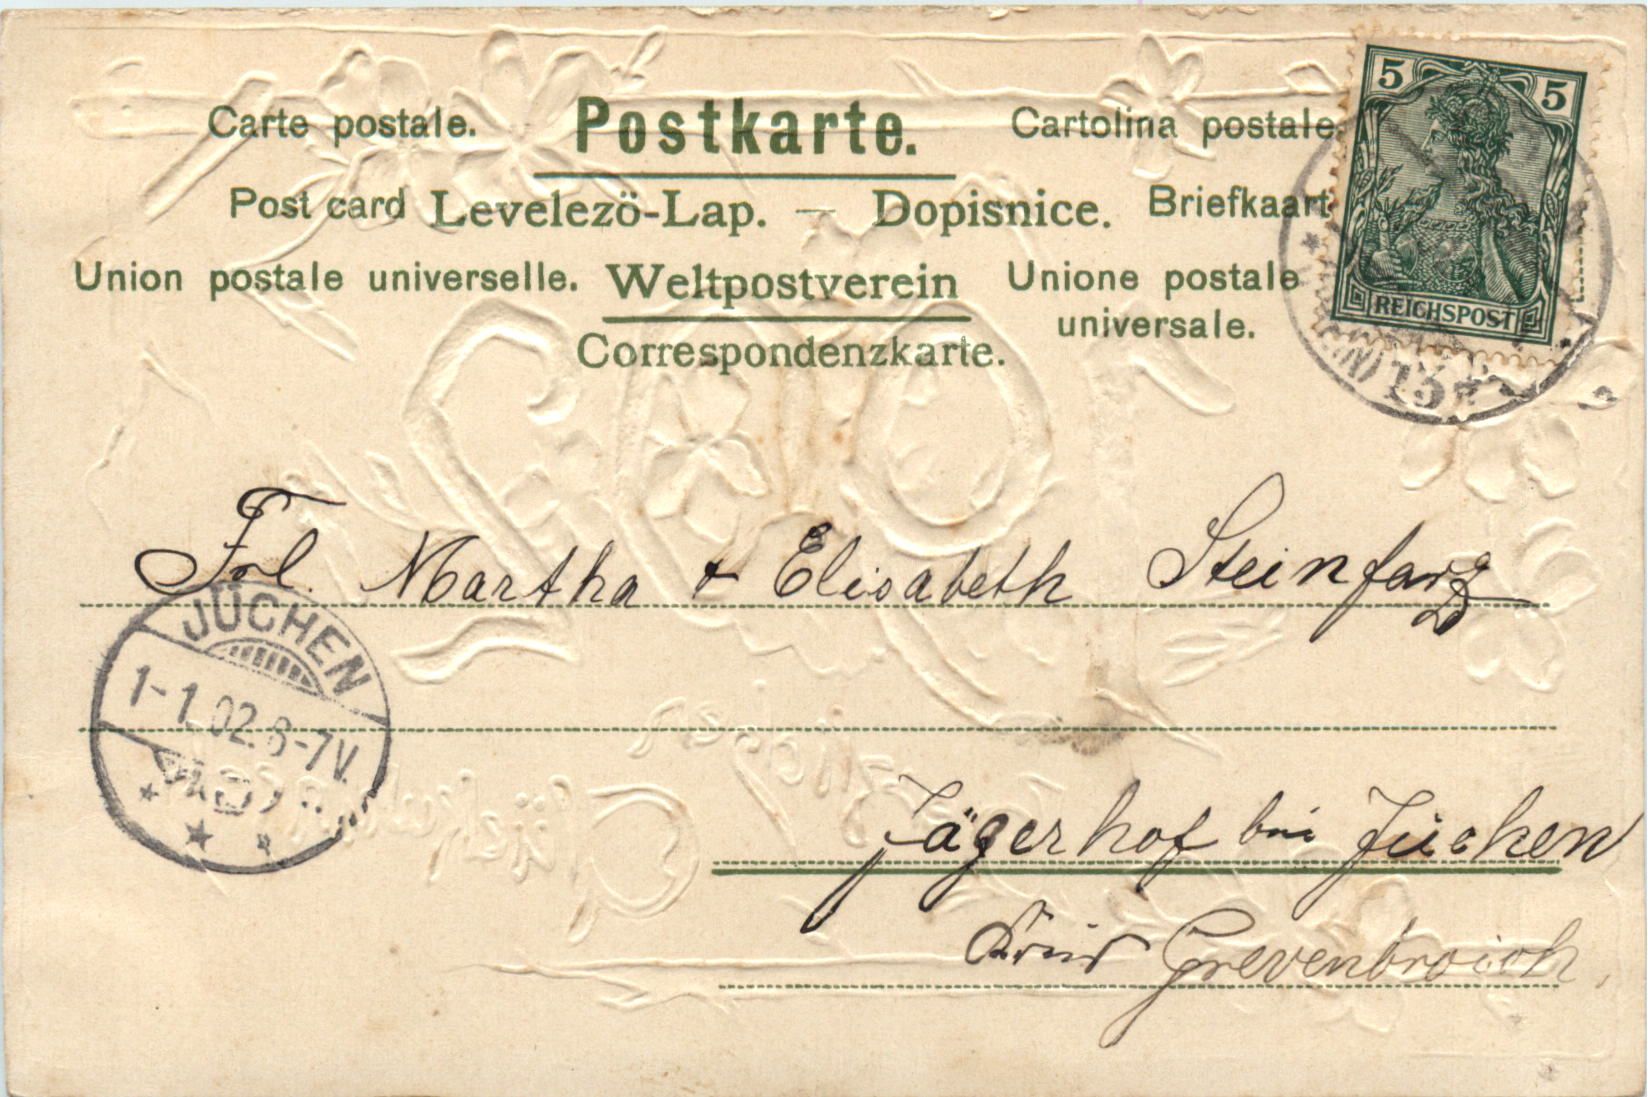 Carte postale. Postkarte. Cartolina postale.
Post card Levelezö-Lap. — Dopisnice. Briefkaart
Union postale universelle. Weltpostverein Unione postale universale.
Correspondenzkarte.
5 5
REICHSPOST
13
Frl. Martha & Elisabeth
JÜCHEN
1-1.02.6-7V.
Jägerhof bei Jüchen
Kreis Grevenbroich.